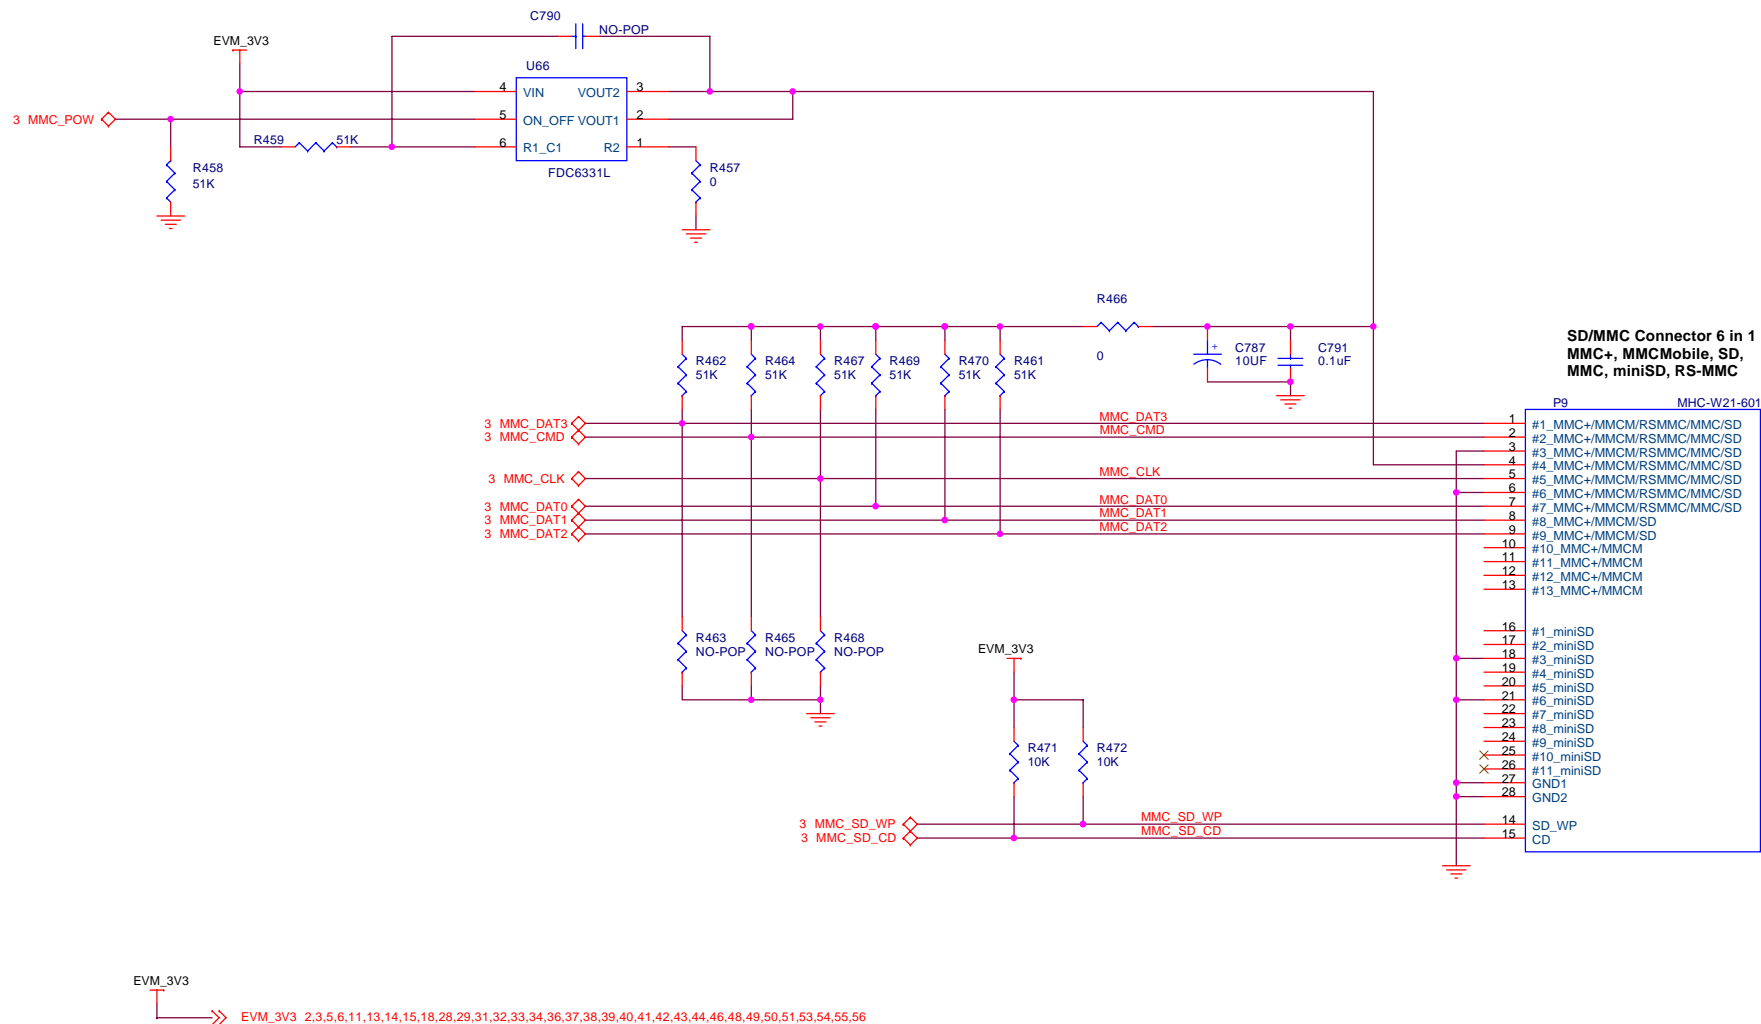 C790
NO-POP
EVM_3V3
U66
4 VIN VOUT2 3
3 MMC_POW
5 ON_OFF VOUT1 2
R459 51K
6 R1_C1 R2 1
FDC6331L
R458
51K
R457
0
R466
0
C787
10UF
+
C791
0.1uF
SD/MMC Connector 6 in 1
MMC+, MMCMobile, SD,
MMC, miniSD, RS-MMC
R462
51K
R464
51K
R467
51K
R469
51K
R470
51K
R461
51K
P9 MHC-W21-601
3 MMC_DAT3 MMC_DAT3
3 MMC_CMD MMC_CMD
3 MMC_CLK MMC_CLK
3 MMC_DAT0 MMC_DAT0
3 MMC_DAT1 MMC_DAT1
3 MMC_DAT2 MMC_DAT2
1 #1_MMC+/MMCM/RSMMC/MMC/SD
2 #2_MMC+/MMCM/RSMMC/MMC/SD
3 #3_MMC+/MMCM/RSMMC/MMC/SD
4 #4_MMC+/MMCM/RSMMC/MMC/SD
5 #5_MMC+/MMCM/RSMMC/MMC/SD
6 #6_MMC+/MMCM/RSMMC/MMC/SD
7 #7_MMC+/MMCM/RSMMC/MMC/SD
8 #8_MMC+/MMCM/SD
9 #9_MMC+/MMCM/SD
10 #10_MMC+/MMCM
11 #11_MMC+/MMCM
12 #12_MMC+/MMCM
13 #13_MMC+/MMCM
16 #1_miniSD
17 #2_miniSD
18 #3_miniSD
19 #4_miniSD
20 #5_miniSD
21 #6_miniSD
22 #7_miniSD
23 #8_miniSD
24 #9_miniSD
25 #10_miniSD
26 #11_miniSD
27 GND1
28 GND2
14 SD_WP
15 CD
R463
NO-POP
R465
NO-POP
R468
NO-POP
EVM_3V3
R471
10K
R472
10K
3 MMC_SD_WP MMC_SD_WP
3 MMC_SD_CD MMC_SD_CD
EVM_3V3
EVM_3V3 2,3,5,6,11,13,14,15,18,28,29,31,32,33,34,36,37,38,39,40,41,42,43,44,46,48,49,50,51,53,54,55,56